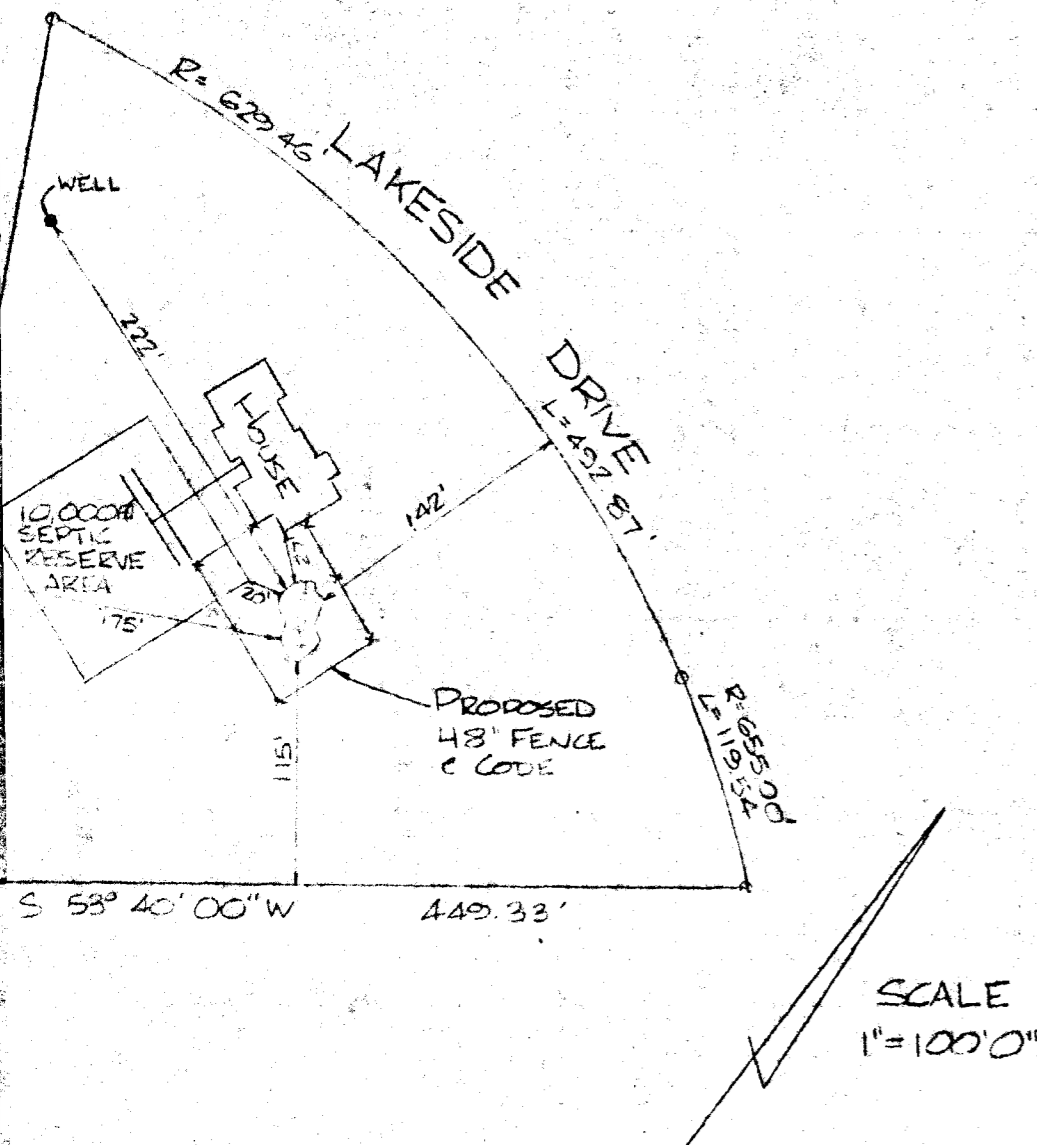 R= 629.46'
LAKESIDE
DRIVE
L= 492.87'
WELL
222'
HOUSE
142'
10,000#
SEPTIC
RESERVE
AREA
20'
175'
PROPOSED
48" FENCE
@ CODE
115'
R= 655.00'
L= 119.54
S 53° 40' 00" W
449.33'
SCALE
1"=100'0"